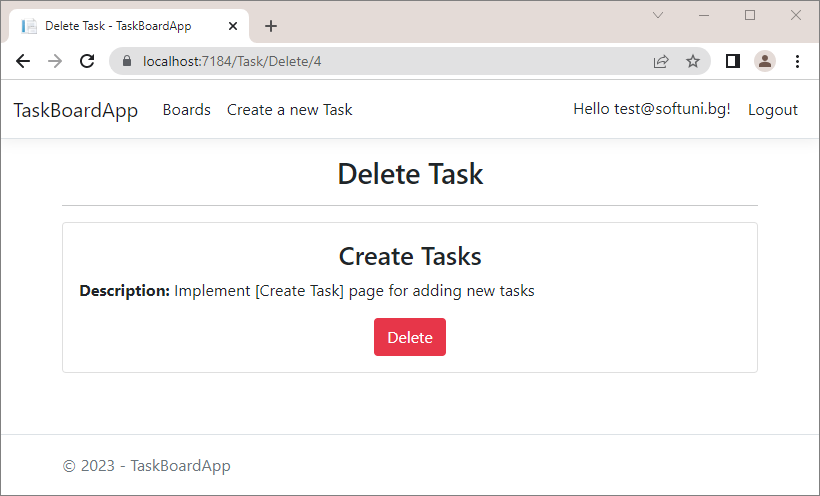 Delete Task - TaskBoardApp
localhost:7184/Task/Delete/4
TaskBoardApp Boards Create a new Task Hello test@softuni.bg! Logout
Delete Task
Create Tasks
Description: Implement [Create Task] page for adding new tasks
Delete
© 2023 - TaskBoardApp